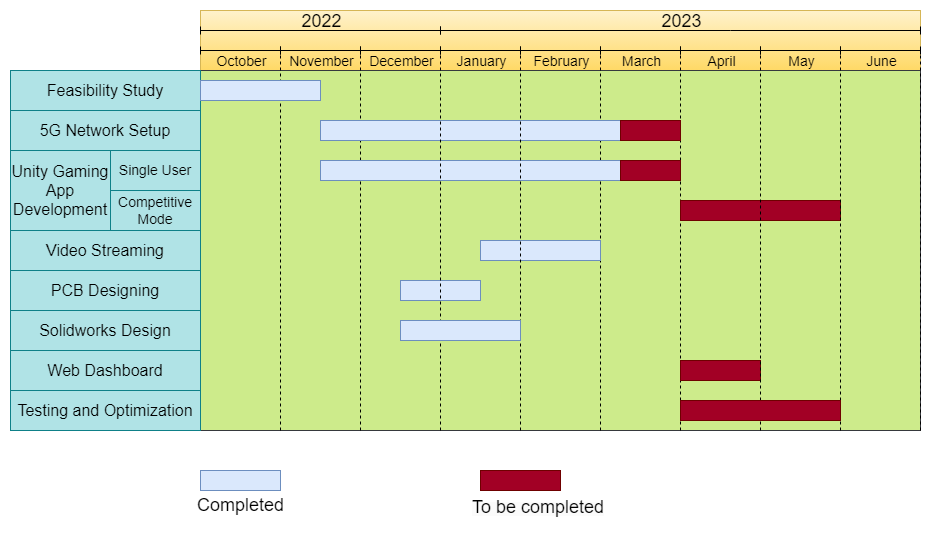 2022 2023
October November December January February March April May June
Feasibility Study
5G Network Setup
Unity Gaming
App
Development
Single User
Competitive
Mode
Video Streaming
PCB Designing
Solidworks Design
Web Dashboard
Testing and Optimization
Completed
To be completed